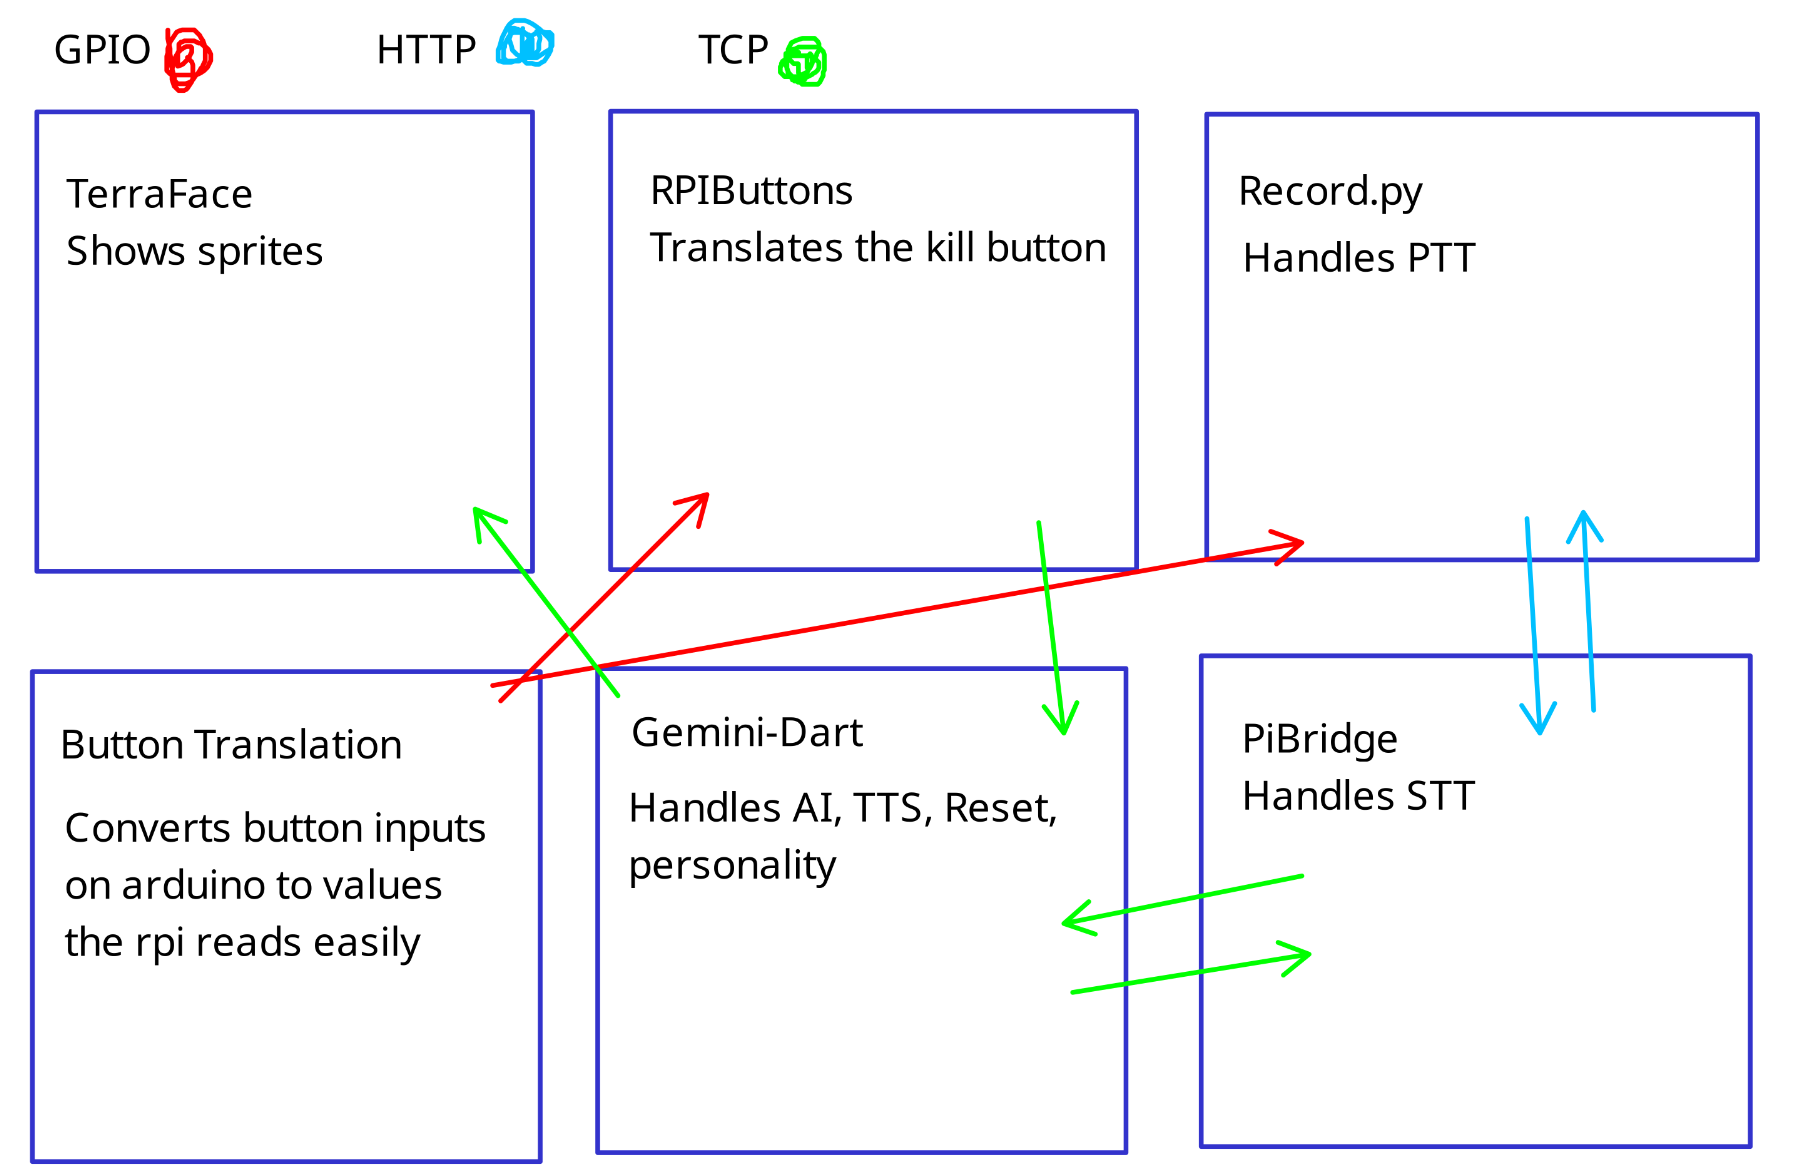 GPIO
HTTP
TCP
TerraFace
Shows sprites
RPIButtons
Translates the kill button
Record.py
Handles PTT
Button Translation
Converts button inputs
on arduino to values
the rpi reads easily
Gemini-Dart
Handles AI, TTS, Reset,
personality
PiBridge
Handles STT